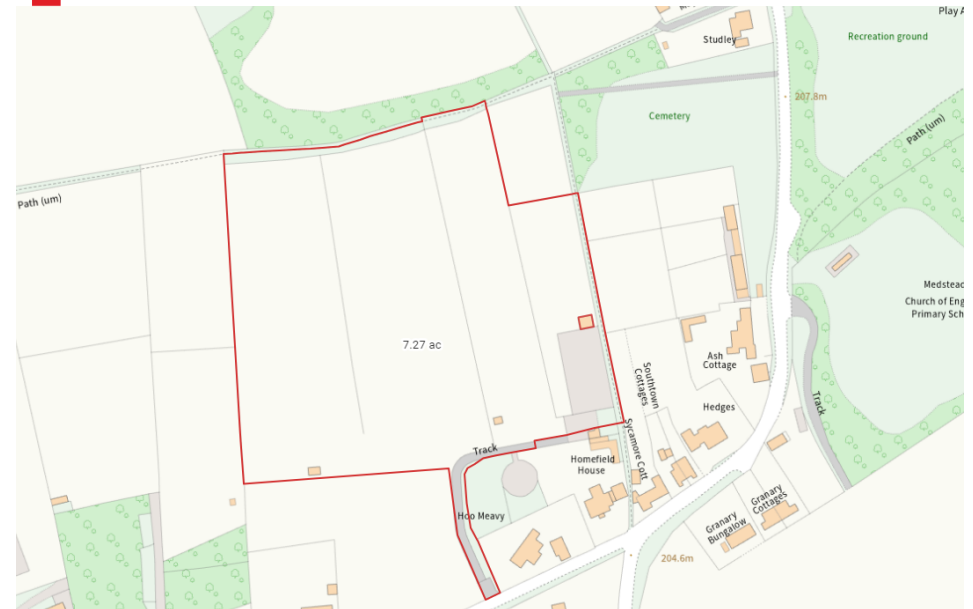 Play A
Studley
Recreation ground
207.8m
Cemetery
Path (um)
Path (um)
Medstead
Church of Eng
Primary Sch
7.27 ac
Ash
Cottage
Southtown
Cottages
Hedges
Track
Sycamore Cott
Track
Homefield
House
Hoo Meavy
Granary
Cottages
Granary
Bungalow
204.6m